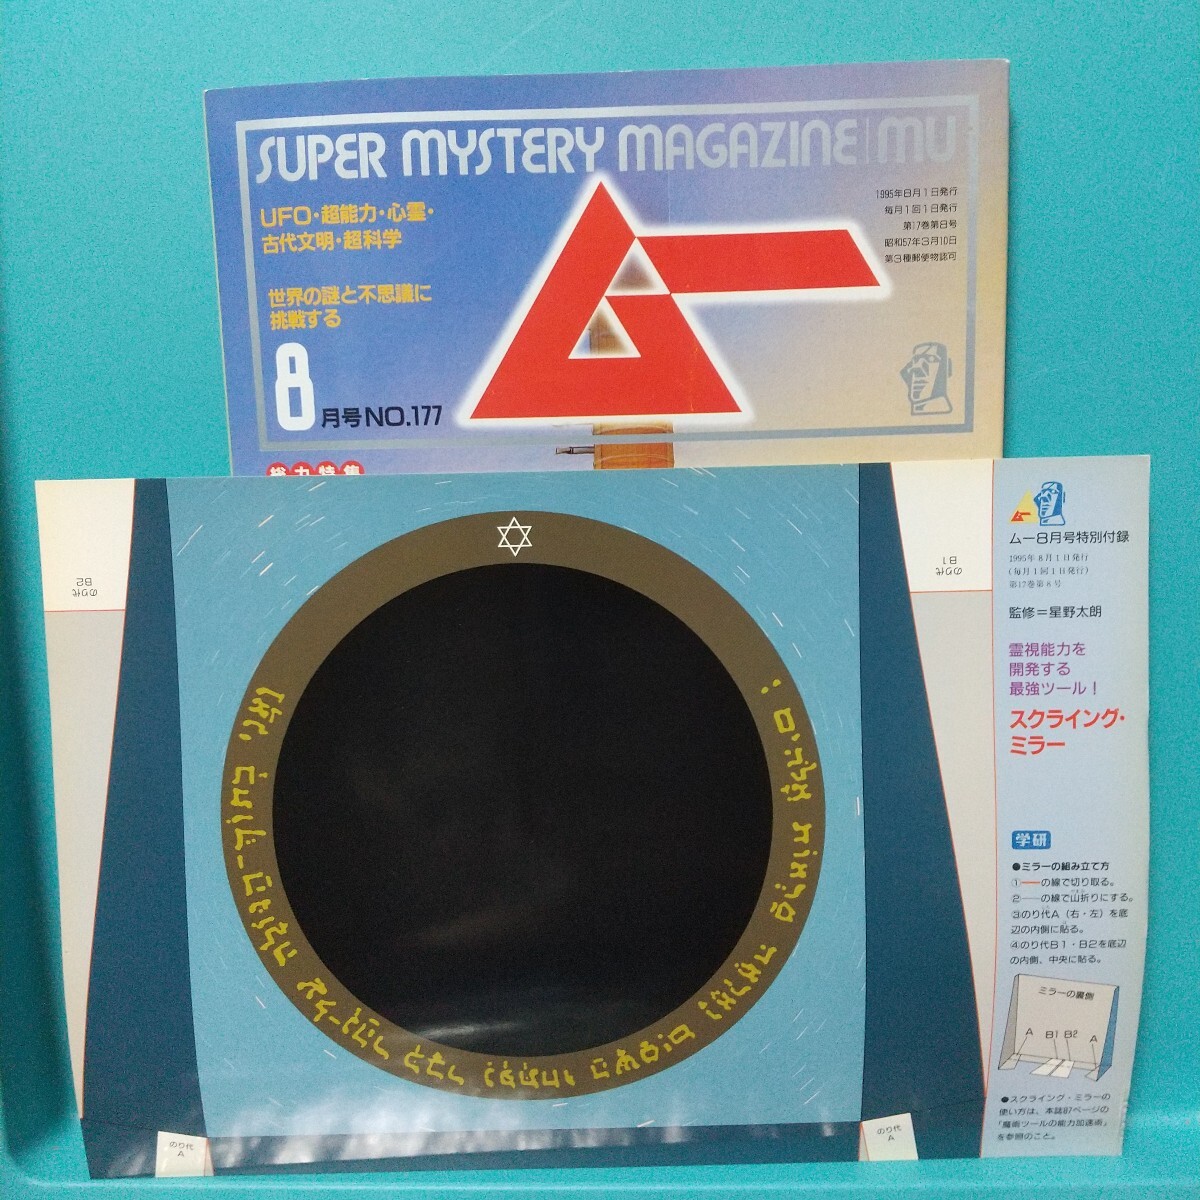 SUPER MYSTERY MAGAZINE | MU
UFO・超能力・心霊・
古代文明・超科学
世界の謎と不思議に
挑戦する
8月号NO.177
ムー
1995年8月1日発行
毎月1回1日発行
第17巻第8号
昭和57年3月10日
第3種郵便物認可
総力特集
のり代
B2
のり代
B1
のり代
A
のり代
A
ムー
ムー8月号特別付録
1995年8月1日発行
(毎月1回1日発行)
第17巻第8号
監修=星野太朗
霊視能力を
開発する
最強ツール!
スクライング・
ミラー
学研
●ミラーの組み立て方
①──の線で切り取る。
②──の線で山折りにする。
③のり代A(右・左)を底
辺の内側に貼る。
④のり代B1・B2を底辺
の内側、中央に貼る。
ミラーの裏側
A B1 B2 A
●スクライング・ミラーの
使い方は、本誌87ページの
「魔術ツールの能力加速術」
を参照のこと。